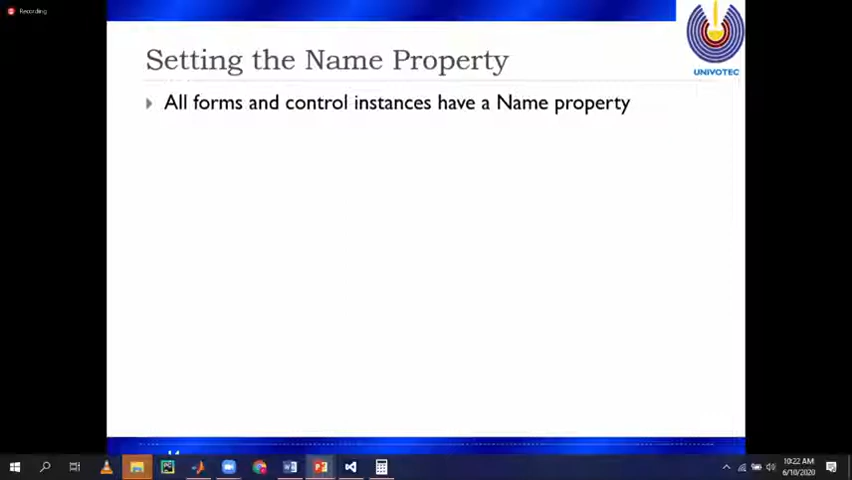 Recording
Setting the Name Property
UNIVOTEC
All forms and control instances have a Name property
10:22 AM
6/10/2020